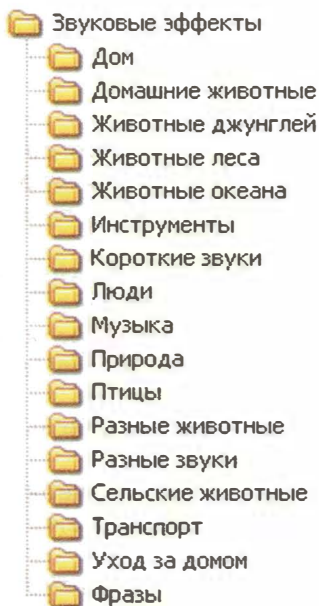 Звуковые эффекты
Дом
Домашние животные
Животные джунглей
Животные леса
Животные океана
Инструменты
Короткие звуки
Люди
Музыка
Природа
Птицы
Разные животные
Разные звуки
Сельские животные
Транспорт
Уход за домом
Фразы